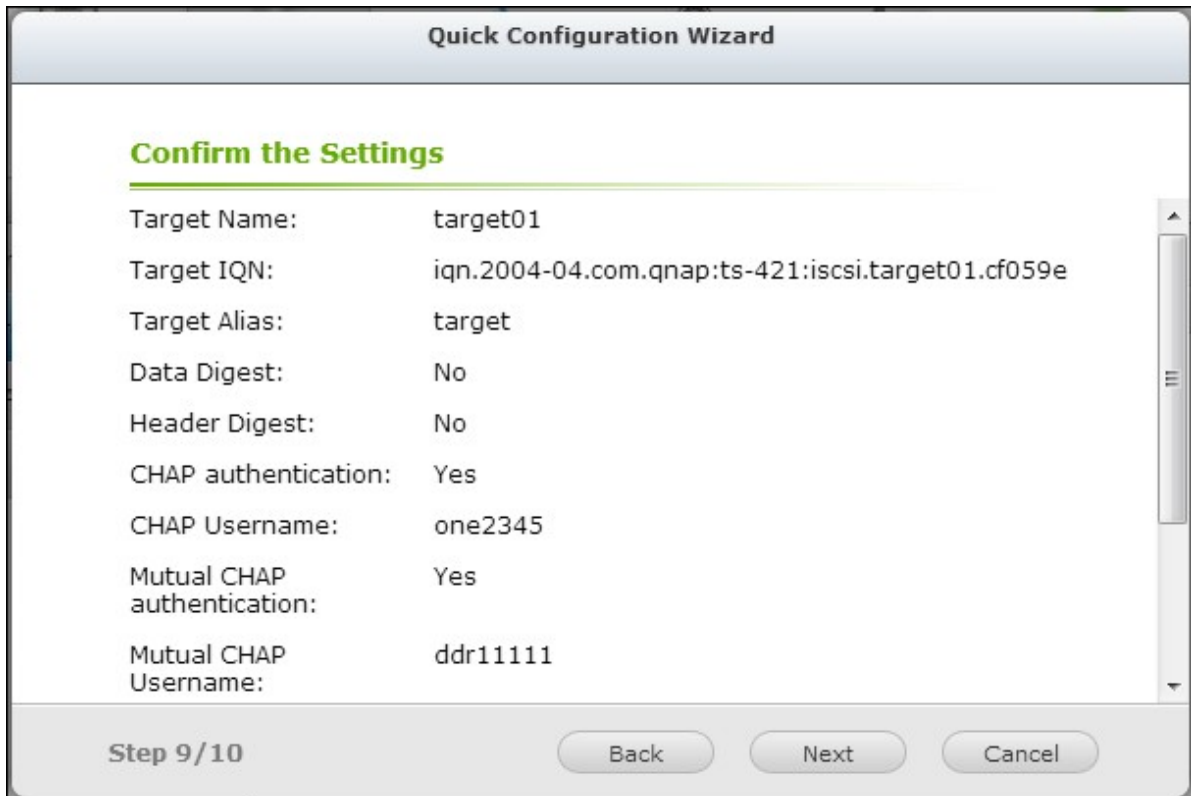 Quick Configuration Wizard
Confirm the Settings
Target Name: target01
Target IQN: iqn.2004-04.com.qnap:ts-421:iscsi.target01.cf059e
Target Alias: target
Data Digest: No
Header Digest: No
CHAP authentication: Yes
CHAP Username: one2345
Mutual CHAP Yes
authentication:
Mutual CHAP ddr11111
Username:
Step 9/10 Back Next Cancel